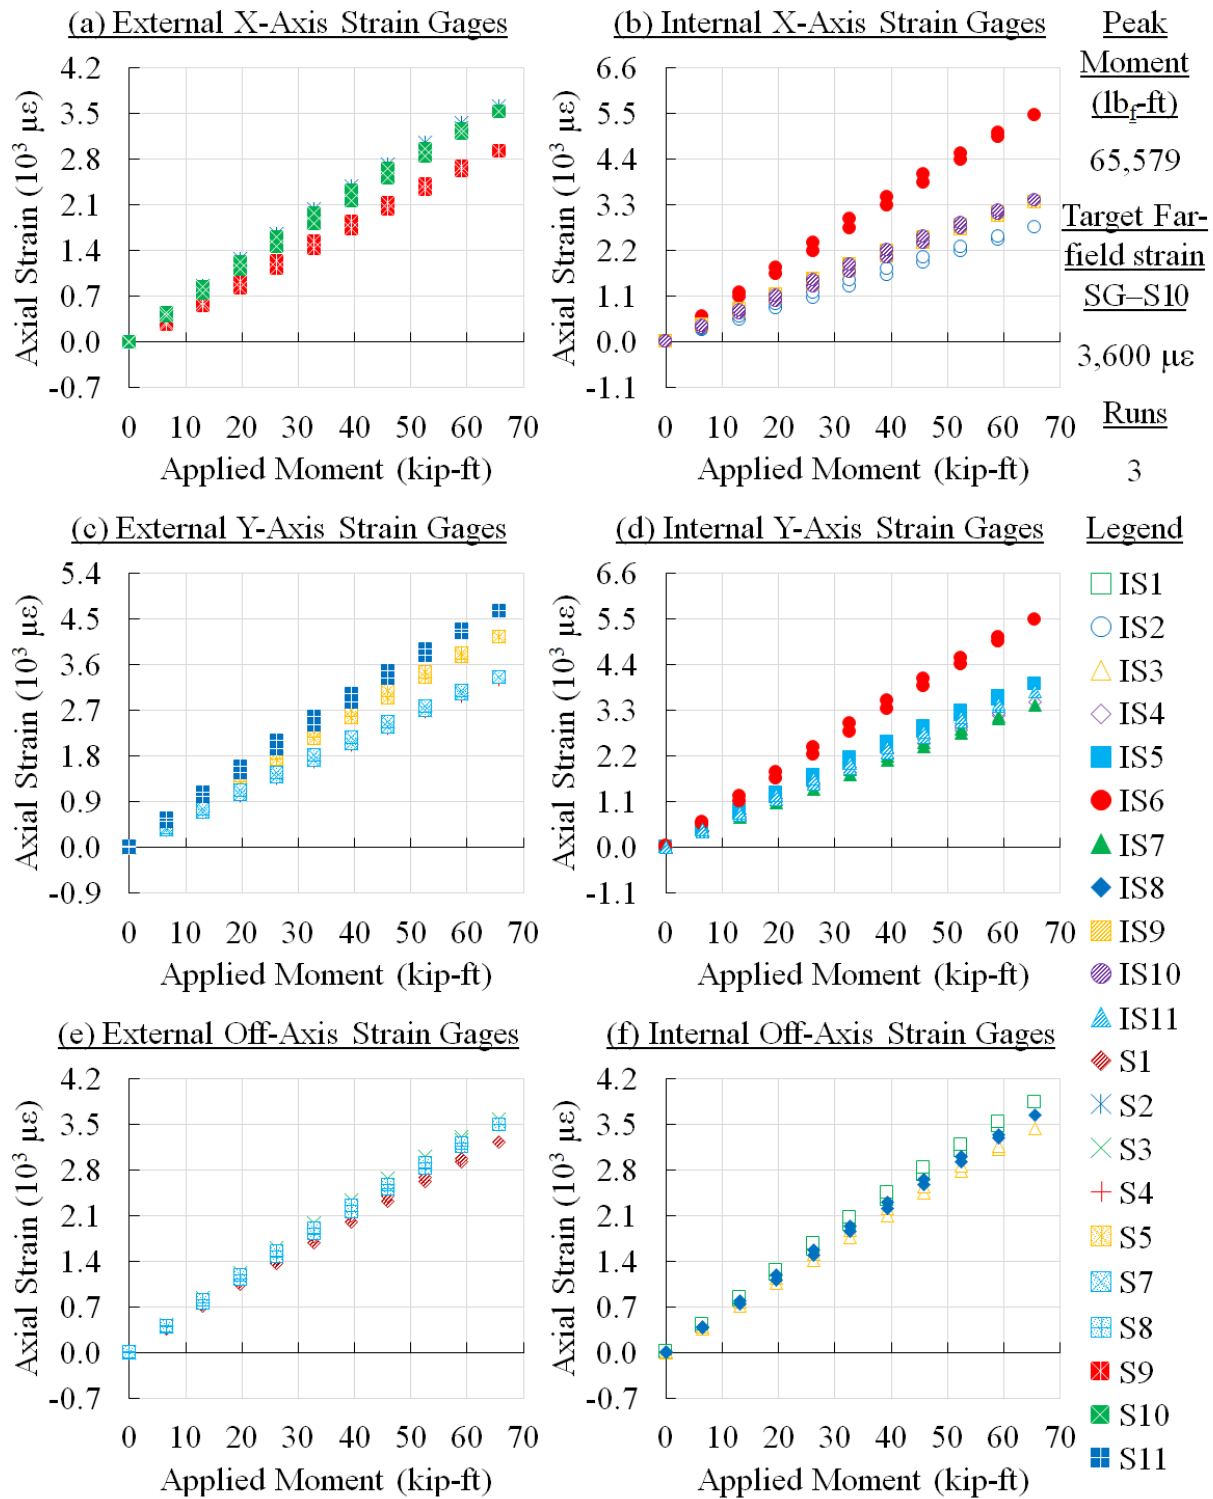 (a) External X-Axis Strain Gages
Axial Strain (10³ µε)
4.2
3.5
2.8
2.1
1.4
0.7
0.0
-0.7
0 10 20 30 40 50 60 70
Applied Moment (kip-ft)
(b) Internal X-Axis Strain Gages
Axial Strain (10³ µε)
6.6
5.5
4.4
3.3
2.2
1.1
0.0
-1.1
0 10 20 30 40 50 60 70
Applied Moment (kip-ft)
Peak
Moment
(lbf-ft)
65,579
Target Far-
field strain
SG–S10
3,600 µε
Runs
3
(c) External Y-Axis Strain Gages
Axial Strain (10³ µε)
5.4
4.5
3.6
2.7
1.8
0.9
0.0
-0.9
0 10 20 30 40 50 60 70
Applied Moment (kip-ft)
(d) Internal Y-Axis Strain Gages
Axial Strain (10³ µε)
6.6
5.5
4.4
3.3
2.2
1.1
0.0
-1.1
0 10 20 30 40 50 60 70
Applied Moment (kip-ft)
(e) External Off-Axis Strain Gages
Axial Strain (10³ µε)
4.2
3.5
2.8
2.1
1.4
0.7
0.0
-0.7
0 10 20 30 40 50 60 70
Applied Moment (kip-ft)
(f) Internal Off-Axis Strain Gages
Axial Strain (10³ µε)
4.2
3.5
2.8
2.1
1.4
0.7
0.0
-0.7
0 10 20 30 40 50 60 70
Applied Moment (kip-ft)
Legend
IS1
IS2
IS3
IS4
IS5
IS6
IS7
IS8
IS9
IS10
IS11
S1
S2
S3
S4
S5
S7
S8
S9
S10
S11